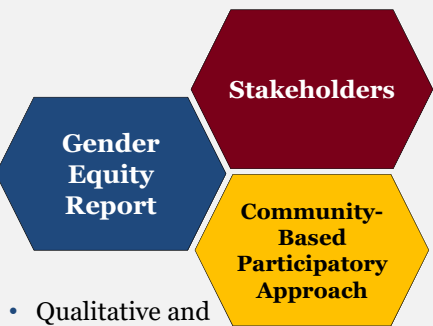 Stakeholders
Gender
Equity
Report
Community-
Based
Participatory
Approach
• Qualitative and